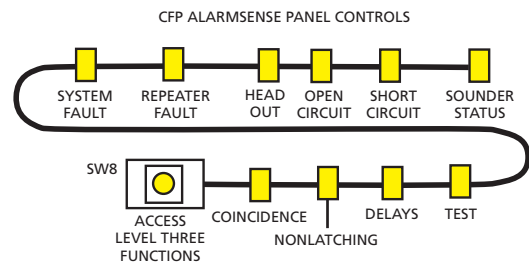 CFP ALARMSENSE PANEL CONTROLS
SYSTEM
FAULT
REPEATER
FAULT
HEAD
OUT
OPEN
CIRCUIT
SHORT
CIRCUIT
SOUNDER
STATUS
SW8
ACCESS
LEVEL THREE
FUNCTIONS
COINCIDENCE
NONLATCHING
DELAYS
TEST